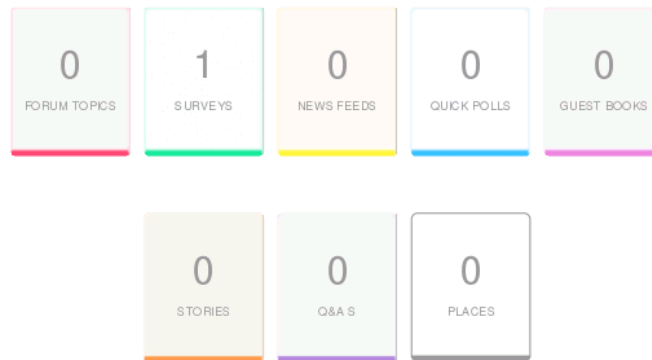 0 1 0 0 0
FORUM TOPICS SURVEYS NEWS FEEDS QUICK POLLS GUEST BOOKS
0 0 0
STORIES Q&A S PLACES